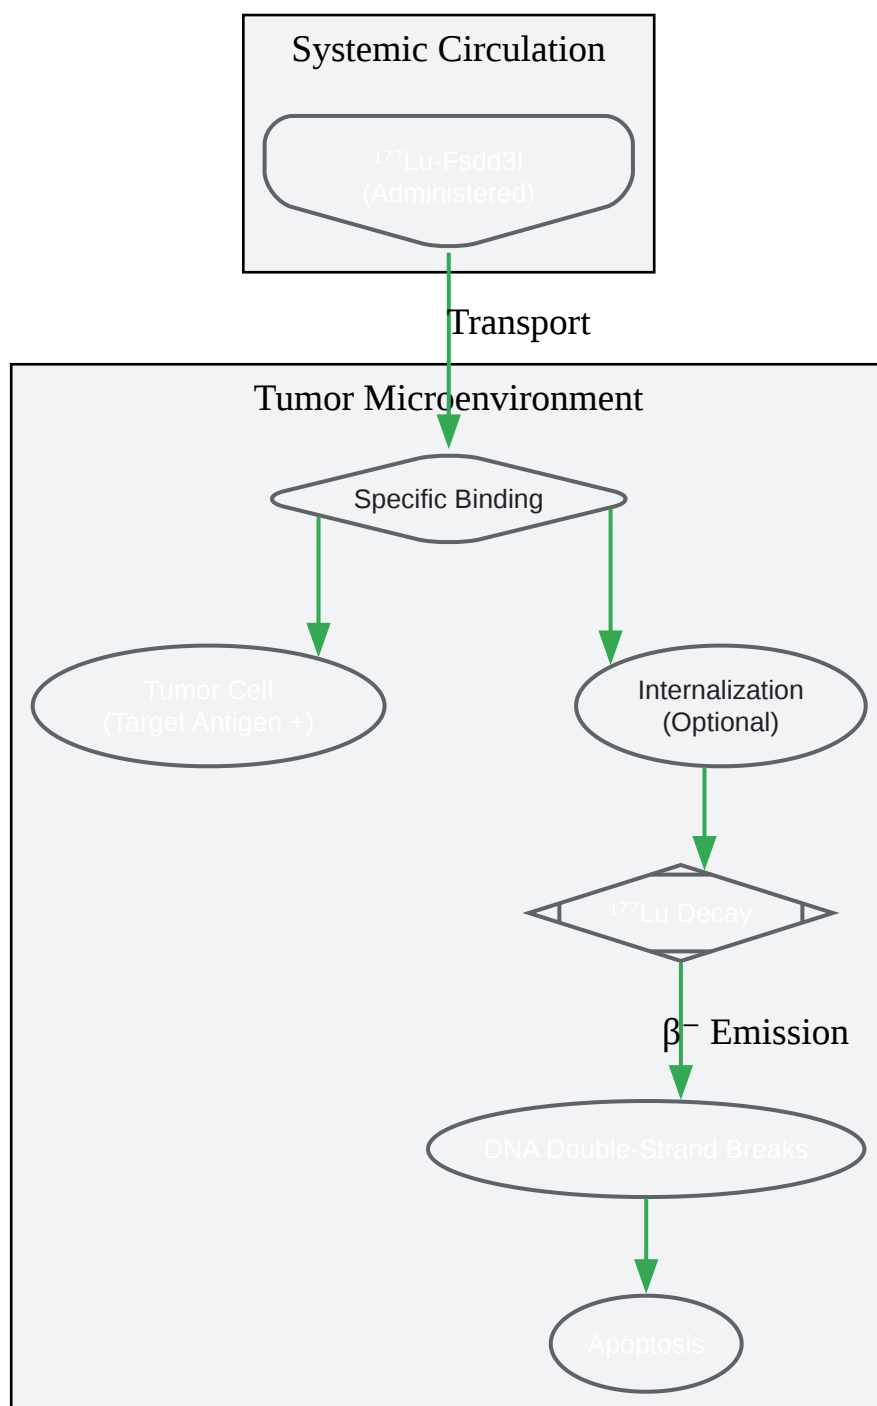 Systemic Circulation
¹⁷⁷Lu-Fsdd3I
(Administered)
Transport
Tumor Microenvironment
Specific Binding
Tumor Cell
(Target Antigen +)
Internalization
(Optional)
¹⁷⁷Lu Decay
β⁻ Emission
DNA Double-Strand Breaks
Apoptosis